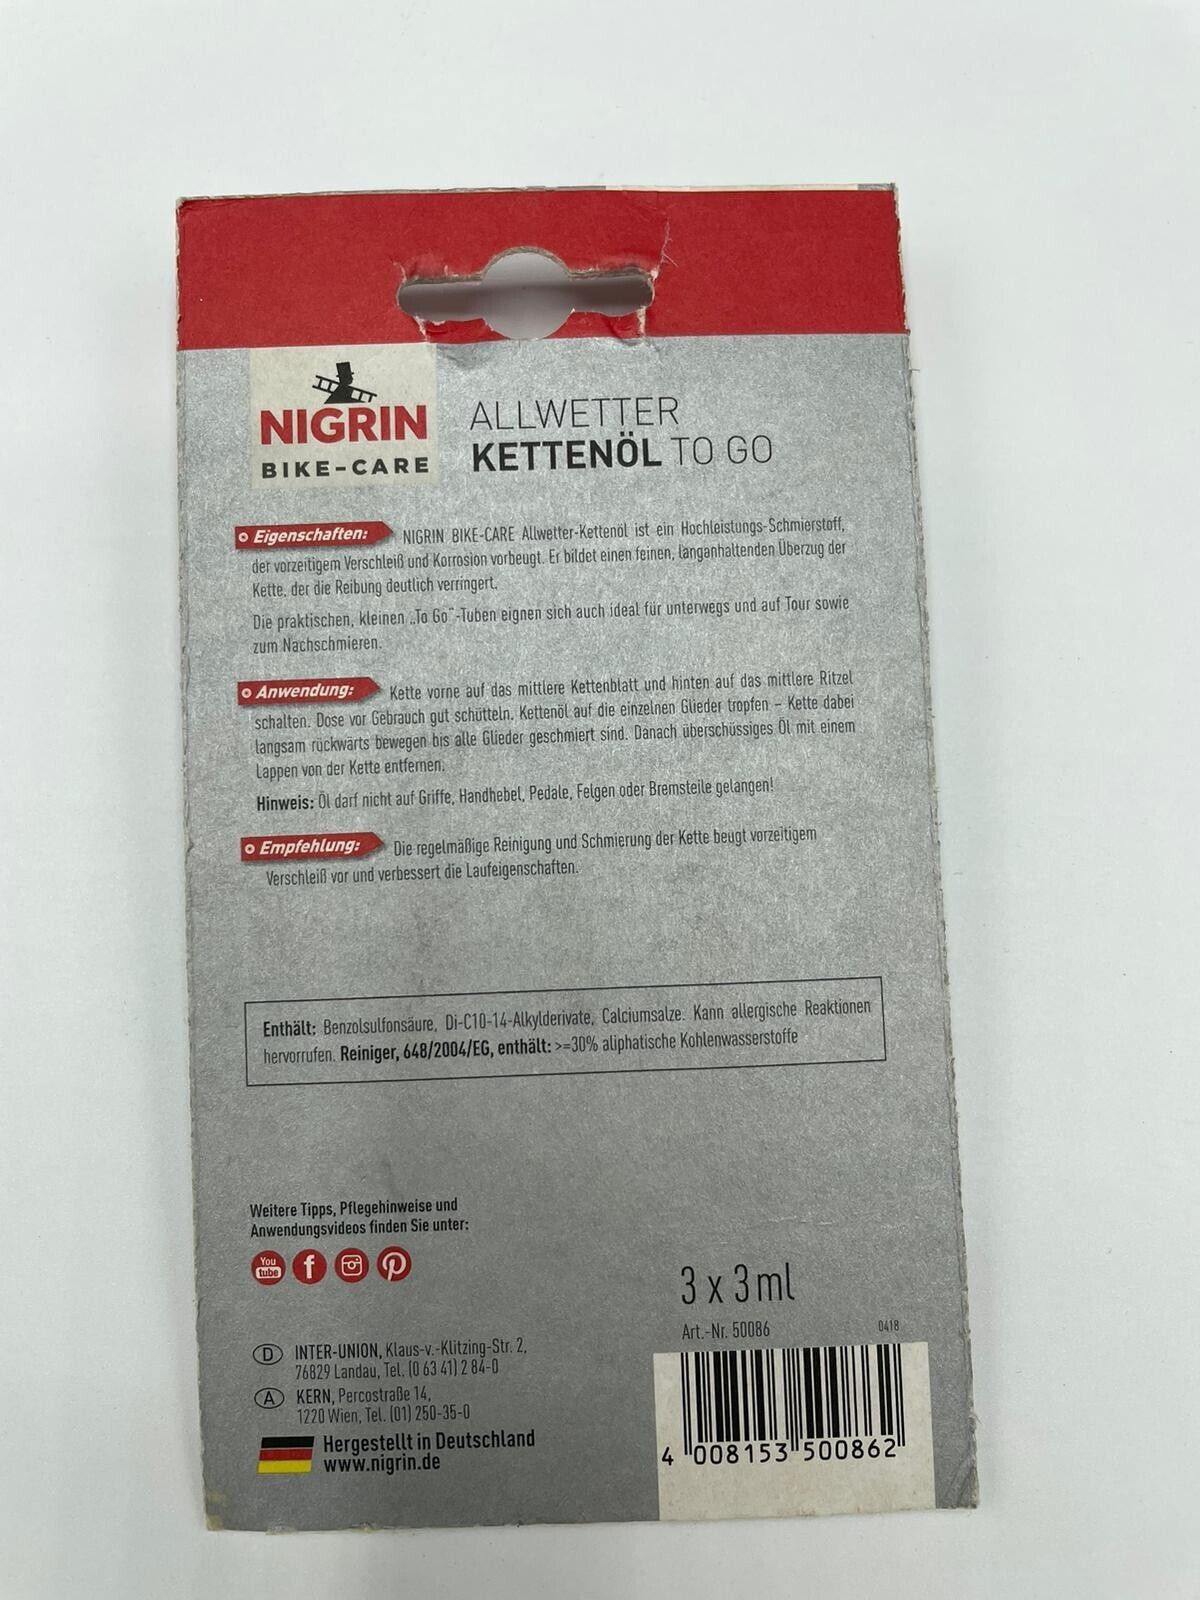 NIGRIN
BIKE-CARE
ALLWETTER
KETTENÖL TO GO
Eigenschaften: NIGRIN BIKE-CARE Allwetter-Kettenöl ist ein Hochleistungs-Schmierstoff,
der vorzeitigem Verschleiß und Korrosion vorbeugt. Er bildet einen feinen, langanhaltenden Überzug der
Kette, der die Reibung deutlich verringert.
Die praktischen, kleinen „To Go“-Tuben eignen sich auch ideal für unterwegs und auf Tour sowie
zum Nachschmieren.
Anwendung: Kette vorne auf das mittlere Kettenblatt und hinten auf das mittlere Ritzel
schalten. Dose vor Gebrauch gut schütteln. Kettenöl auf die einzelnen Glieder tropfen – Kette dabei
langsam rückwärts bewegen bis alle Glieder geschmiert sind. Danach überschüssiges Öl mit einem
Lappen von der Kette entfernen.
Hinweis: Öl darf nicht auf Griffe, Handhebel, Pedale, Felgen oder Bremsteile gelangen!
Empfehlung: Die regelmäßige Reinigung und Schmierung der Kette beugt vorzeitigem
Verschleiß vor und verbessert die Laufeigenschaften.
Enthält: Benzolsulfonsäure, Di-C10-14-Alkylderivate, Calciumsalze. Kann allergische Reaktionen
hervorrufen. Reiniger, 648/2004/EG, enthält: >=30% aliphatische Kohlenwasserstoffe
Weitere Tipps, Pflegehinweise und
Anwendungsvideos finden Sie unter:
You
Tube
3 x 3 ml
Art.-Nr. 50086 0418
D INTER-UNION, Klaus-v.-Klitzing-Str. 2,
76829 Landau, Tel. (0 63 41) 2 84-0
A KERN, Percostraße 14,
1220 Wien, Tel. (01) 250-35-0
Hergestellt in Deutschland
www.nigrin.de
4 008153 500862